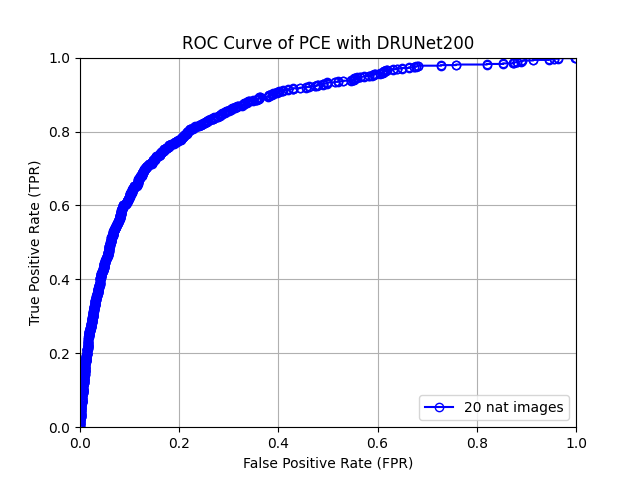 ROC Curve of PCE with DRUNet200
True Positive Rate (TPR)
1.0
0.8
0.6
0.4
0.2
0.0
0.0 0.2 0.4 0.6 0.8 1.0
20 nat images
False Positive Rate (FPR)